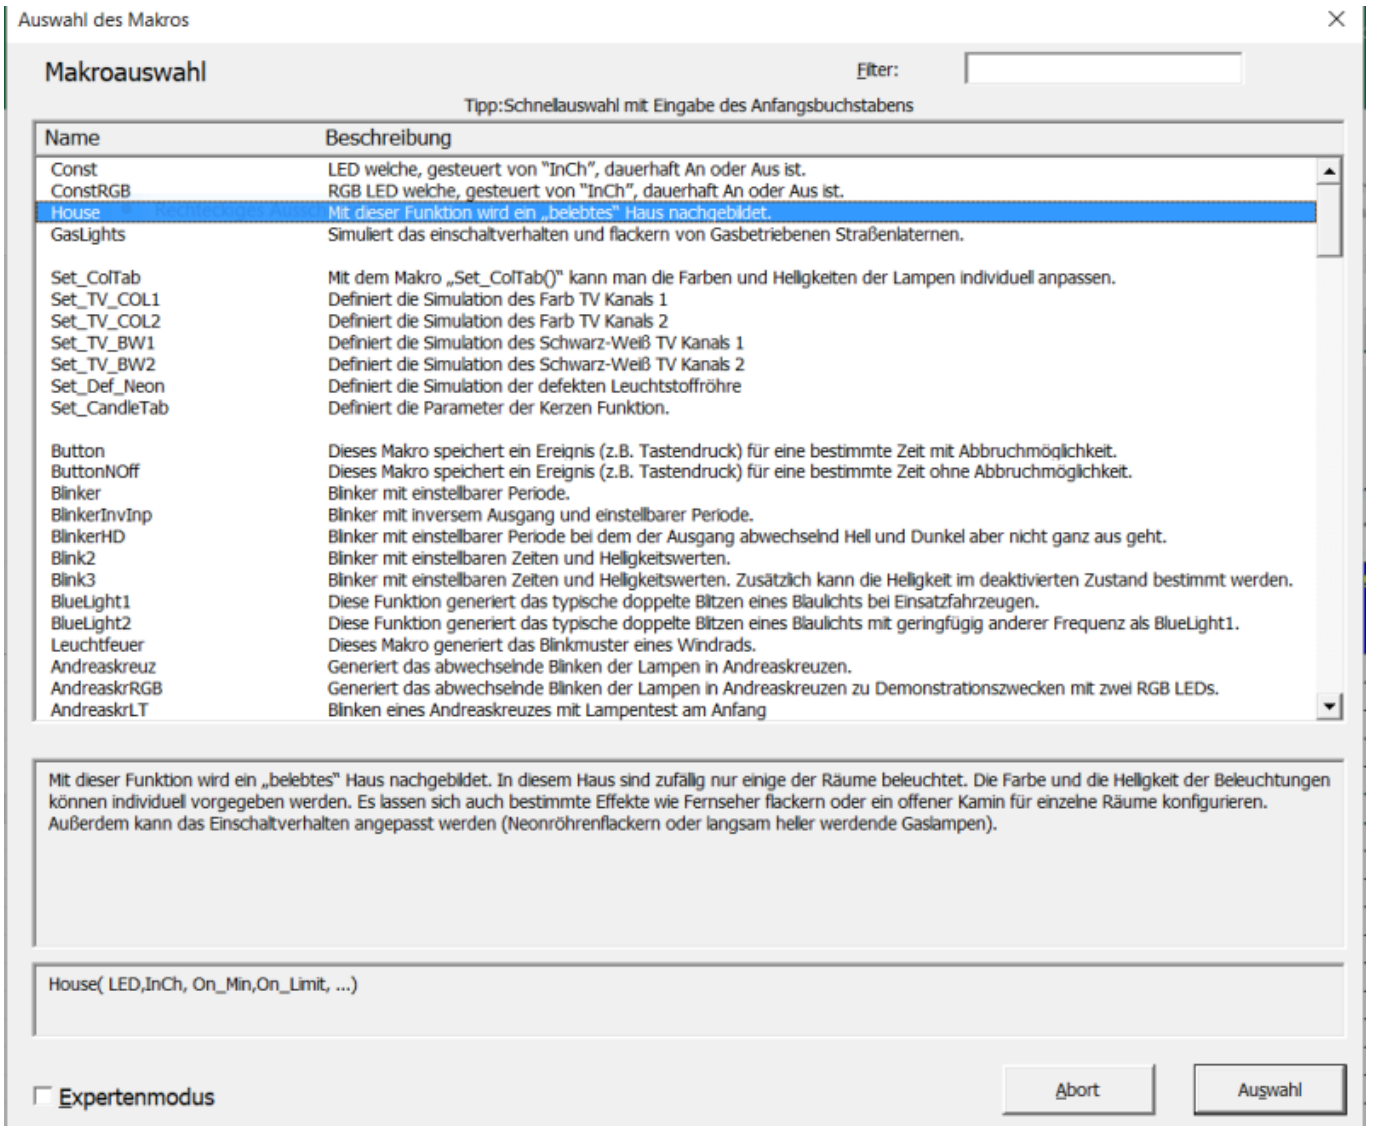 Auswahl des Makros
Makroauswahl
Filter:
Tipp:Schnellauswahl mit Eingabe des Anfangsbuchstabens
Name Beschreibung
Const LED welche, gesteuert von "InCh", dauerhaft An oder Aus ist.
ConstRGB RGB LED welche, gesteuert von "InCh", dauerhaft An oder Aus ist.
House Rechteckiges Mit dieser Funktion wird ein „belebtes“ Haus nachgebildet.
GasLights Simuliert das einschaltverhalten und flackern von Gasbetriebenen Straßenlaternen.
Set_ColTab Mit dem Makro „Set_ColTab()“ kann man die Farben und Helligkeiten der Lampen individuell anpassen.
Set_TV_COL1 Definiert die Simulation des Farb TV Kanals 1
Set_TV_COL2 Definiert die Simulation des Farb TV Kanals 2
Set_TV_BW1 Definiert die Simulation des Schwarz-Weiß TV Kanals 1
Set_TV_BW2 Definiert die Simulation des Schwarz-Weiß TV Kanals 2
Set_Def_Neon Definiert die Simulation der defekten Leuchtstoffröhre
Set_CandleTab Definiert die Parameter der Kerzen Funktion.
Button Dieses Makro speichert ein Ereignis (z.B. Tastendruck) für eine bestimmte Zeit mit Abbruchmöglichkeit.
ButtonNOff Dieses Makro speichert ein Ereignis (z.B. Tastendruck) für eine bestimmte Zeit ohne Abbruchmöglichkeit.
Blinker Blinker mit einstellbarer Periode.
BlinkerInvInp Blinker mit inversem Ausgang und einstellbarer Periode.
BlinkerHD Blinker mit einstellbarer Periode bei dem der Ausgang abwechselnd Hell und Dunkel aber nicht ganz aus geht.
Blink2 Blinker mit einstellbaren Zeiten und Helligkeitswerten.
Blink3 Blinker mit einstellbaren Zeiten und Helligkeitswerten. Zusätzlich kann die Helligkeit im deaktivierten Zustand bestimmt werden.
BlueLight1 Diese Funktion generiert das typische doppelte Blitzen eines Blaulichts bei Einsatzfahrzeugen.
BlueLight2 Diese Funktion generiert das typische doppelte Blitzen eines Blaulichts mit geringfügig anderer Frequenz als BlueLight1.
Leuchtfeuer Dieses Makro generiert das Blinkmuster eines Windrads.
Andreaskreuz Generiert das abwechselnde Blinken der Lampen in Andreaskreuzen.
AndreaskrRGB Generiert das abwechselnde Blinken der Lampen in Andreaskreuzen zu Demonstrationszwecken mit zwei RGB LEDs.
AndreaskrLT Blinken eines Andreaskreuzes mit Lampentest am Anfang
Mit dieser Funktion wird ein „belebtes“ Haus nachgebildet. In diesem Haus sind zufällig nur einige der Räume beleuchtet. Die Farbe und die Helligkeit der Beleuchtungen
können individuell vorgegeben werden. Es lassen sich auch bestimmte Effekte wie Fernseher flackern oder ein offener Kamin für einzelne Räume konfigurieren.
Außerdem kann das Einschaltverhalten angepasst werden (Neonröhrenflackern oder langsam heller werdende Gaslampen).
House( LED,InCh, On_Min,On_Limit, ...)
Expertenmodus
Abort
Auswahl